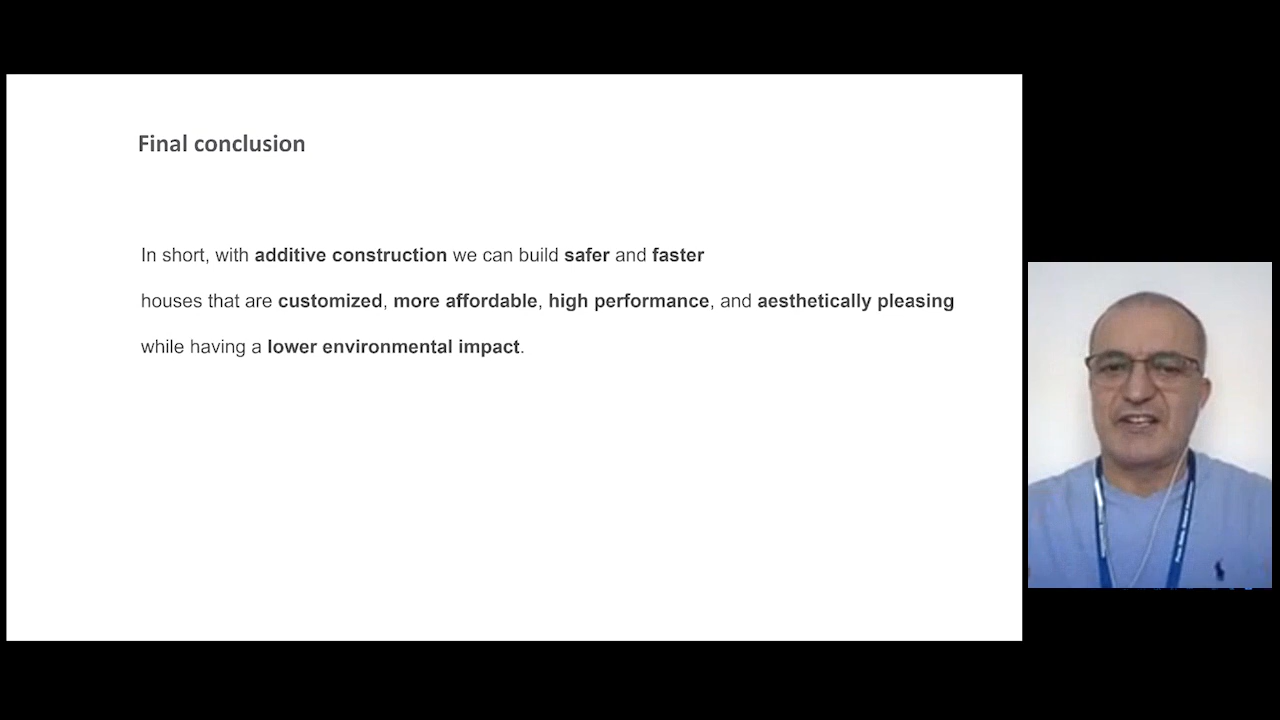 Final conclusion
In short, with additive construction we can build safer and faster
houses that are customized, more affordable, high performance, and aesthetically pleasing
while having a lower environmental impact.